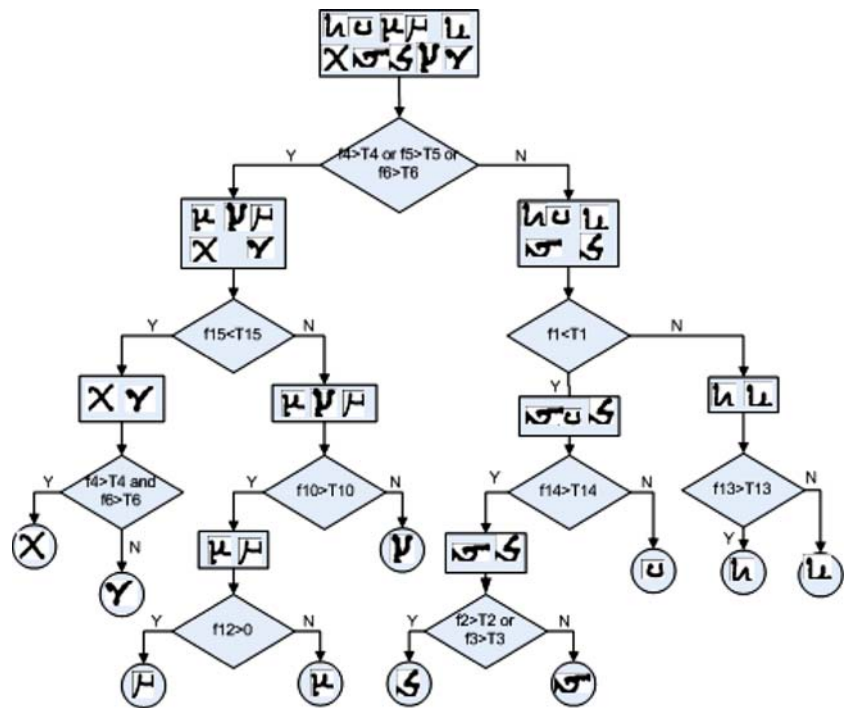 μ μ
χ ς γ
f4>T4 or f5>T5 or
f6>T6
Y
N
μ μ
χ γ
ς
f15<T15
Y
N
f1<T1
Y
N
χ γ
μ μ
ς
f4>T4 and
f6>T6
Y
N
f10>T10
Y
N
f14>T14
Y
N
f13>T13
Y
N
χ
γ
μ μ
ς
f12>0
Y
N
f2>T2 or
f3>T3
Y
N
μ
μ
ς